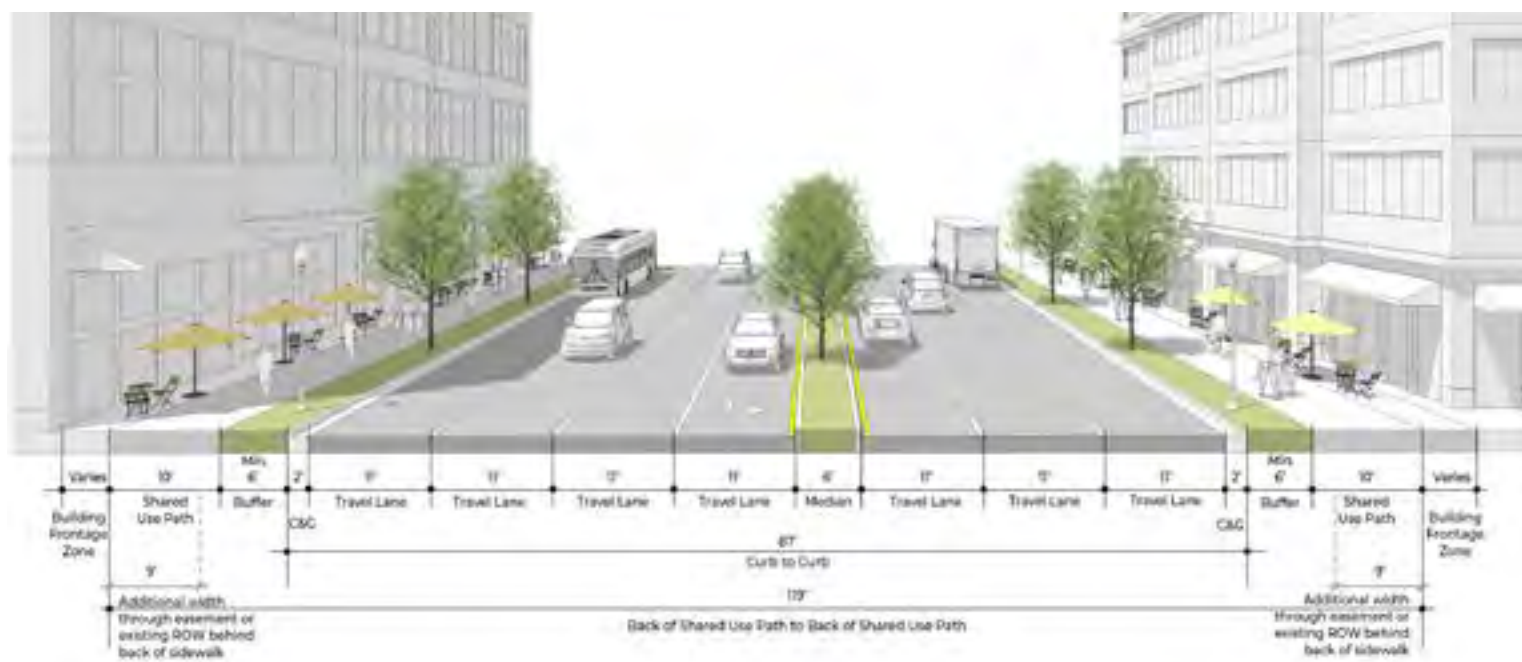 Varies 10' Min. 6' 2' 11' 11' 11' 11' 6' 11' 11' 11' 2' Min. 6' 10' Varies
Building
Frontage
Zone
Shared
Use Path
Buffer
C&G
Travel Lane
Travel Lane
Travel Lane
Travel Lane
Median
Travel Lane
Travel Lane
Travel Lane
C&G
Buffer
Shared
Use Path
Building
Frontage
Zone
87'
Curb to Curb
9'
9'
119'
Back of Shared Use Path to Back of Shared Use Path
Additional width
through easement or
existing ROW behind
back of sidewalk
Additional width
through easement or
existing ROW behind
back of sidewalk